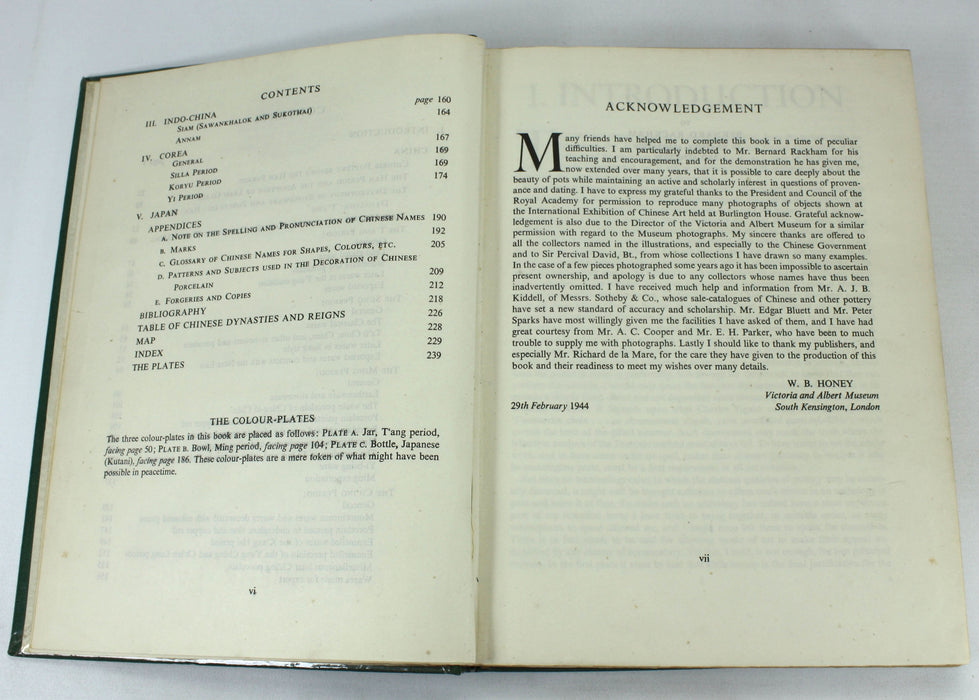 CONTENTS
III. INDO-CHINA
SIAM (SAWANKHALOK AND SUKOTHAI) page 160
ANNAM 164
IV. COREA
GENERAL 167
SILLA PERIOD 169
KORYU PERIOD 169
YI PERIOD 174
V. JAPAN
APPENDICES
A. NOTE ON THE SPELLING AND PRONUNCIATION OF CHINESE NAMES 190
B. MARKS 192
C. GLOSSARY OF CHINESE NAMES FOR SHAPES, COLOURS, ETC. 205
D. PATTERNS AND SUBJECTS USED IN THE DECORATION OF CHINESE
PORCELAIN 209
E. FORGERIES AND COPIES 212
BIBLIOGRAPHY 218
TABLE OF CHINESE DYNASTIES AND REIGNS 226
MAP 228
INDEX 229
THE PLATES 239
THE COLOUR-PLATES
The three colour-plates in this book are placed as follows: PLATE A. Jar, T'ang period,
facing page 50; PLATE B. Bowl, Ming period, facing page 104; PLATE C. Bottle, Japanese
(Kutani), facing page 186. These colour-plates are a mere token of what might have been
possible in peacetime.
vi
ACKNOWLEDGEMENT
Many friends have helped me to complete this book in a time of peculiar
difficulties. I am particularly indebted to Mr. Bernard Rackham for his
teaching and encouragement, and for the demonstration he has given me,
now extended over many years, that it is possible to care deeply about the
beauty of pots while maintaining an active and scholarly interest in questions of proven-
ance and dating. I have to express my grateful thanks to the President and Council of the
Royal Academy for permission to reproduce many photographs of objects shown at
the International Exhibition of Chinese Art held at Burlington House. Grateful acknow-
ledgement is also due to the Director of the Victoria and Albert Museum for a similar
permission with regard to the Museum photographs. My sincere thanks are offered to
all the collectors named in the illustrations, and especially to the Chinese Government
and to Sir Percival David, Bt., from whose collections I have drawn so many examples.
In the case of a few pieces photographed some years ago it has been impossible to ascertain
present ownership, and apology is due to any collectors whose names have thus been
inadvertently omitted. I have received much help and information from Mr. A. J. B.
Kiddell, of Messrs. Sotheby & Co., whose sale-catalogues of Chinese and other pottery
have set a new standard of accuracy and scholarship. Mr. Edgar Bluett and Mr. Peter
Sparks have most willingly given me the facilities I have asked of them, and I have had
great courtesy from Mr. A. C. Cooper and Mr. E. H. Parker, who have been to much
trouble to supply me with photographs. Lastly I should like to thank my publishers, and
especially Mr. Richard de la Mare, for the care they have given to the production of this
book and their readiness to meet my wishes over many details.
W. B. HONEY
Victoria and Albert Museum
29th February 1944 South Kensington, London
vii